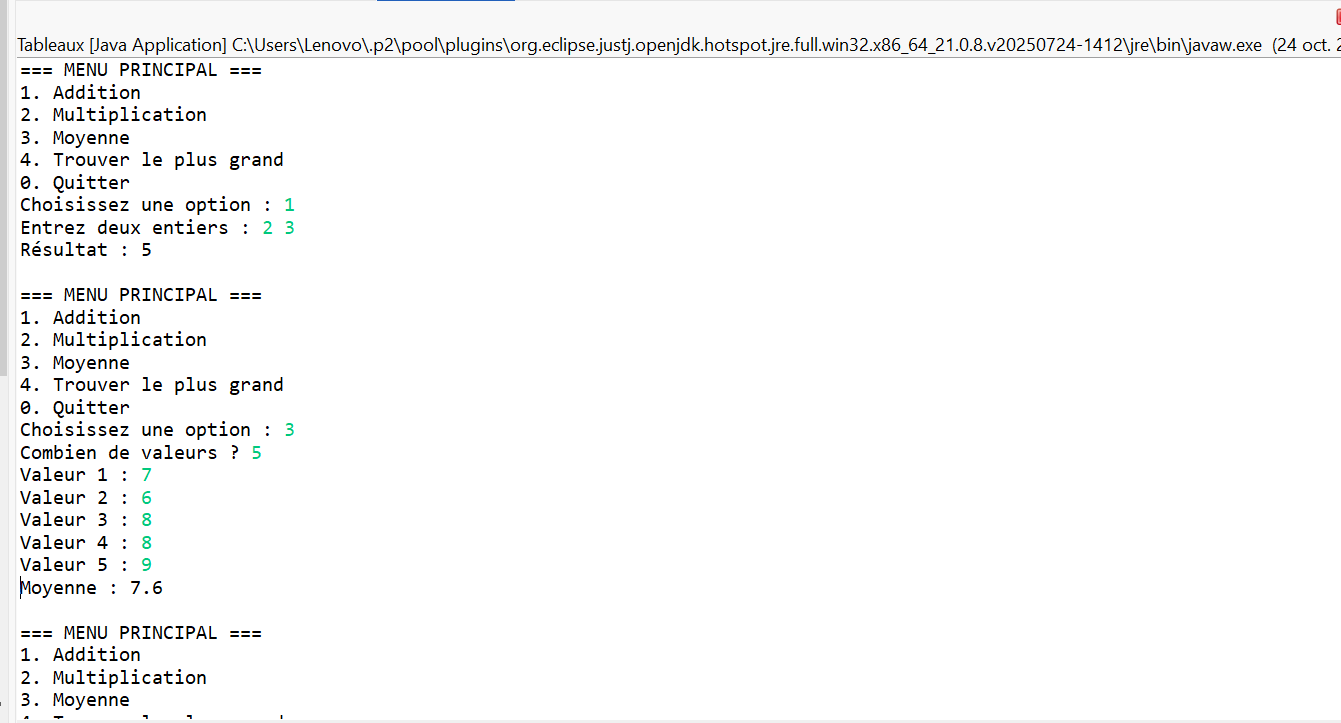 Tableaux [Java Application] C:\Users\Lenovo\.p2\pool\plugins\org.eclipse.justj.openjdk.hotspot.jre.full.win32.x86_64_21.0.8.v20250724-1412\jre\bin\javaw.exe (24 oct. 2
=== MENU PRINCIPAL ===
1. Addition
2. Multiplication
3. Moyenne
4. Trouver le plus grand
0. Quitter
Choisissez une option : 1
Entrez deux entiers : 2 3
Résultat : 5
=== MENU PRINCIPAL ===
1. Addition
2. Multiplication
3. Moyenne
4. Trouver le plus grand
0. Quitter
Choisissez une option : 3
Combien de valeurs ? 5
Valeur 1 : 7
Valeur 2 : 6
Valeur 3 : 8
Valeur 4 : 8
Valeur 5 : 9
Moyenne : 7.6
=== MENU PRINCIPAL ===
1. Addition
2. Multiplication
3. Moyenne